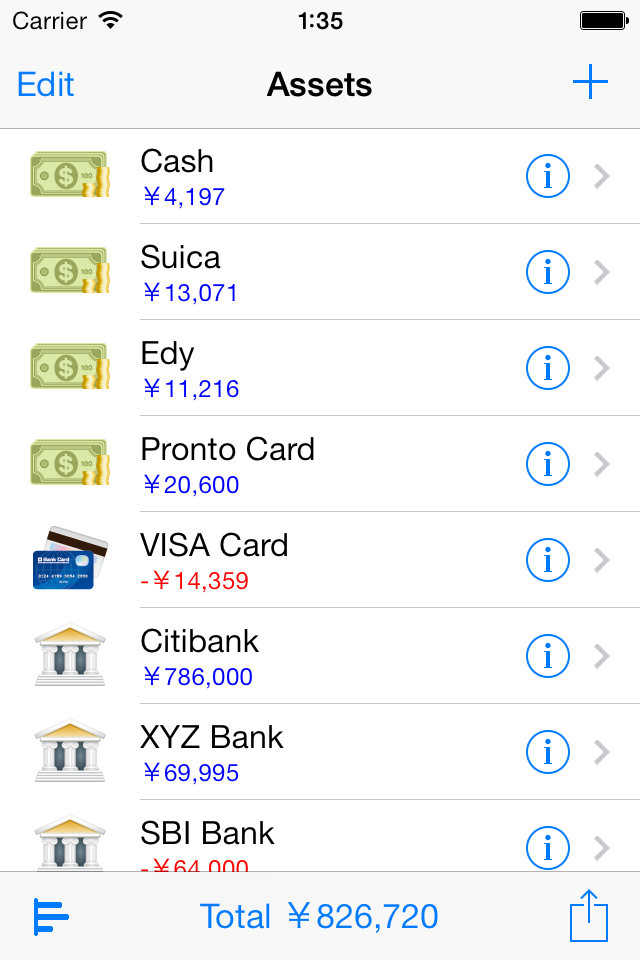 Carrier 1:35
Edit Assets
Cash
¥4,197
Suica
¥13,071
Edy
¥11,216
Pronto Card
¥20,600
VISA Card
-¥14,359
Citibank
¥786,000
XYZ Bank
¥69,995
SBI Bank
-¥64,000
Total ¥826,720